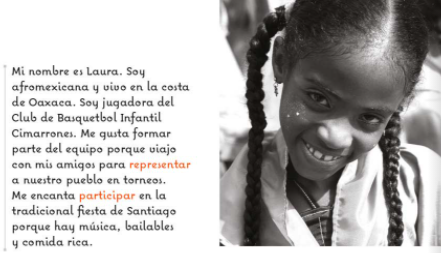 Mi nombre es Laura. Soy
afromexicana y vivo en la costa
de Oaxaca. Soy jugadora del
Club de Basquetbol Infantil
Cimarrones. Me gusta formar
parte del equipo porque viajo
con mis amigos para representar
a nuestro pueblo en torneos.
Me encanta participar en la
tradicional fiesta de Santiago
porque hay música, bailables
y comida rica.